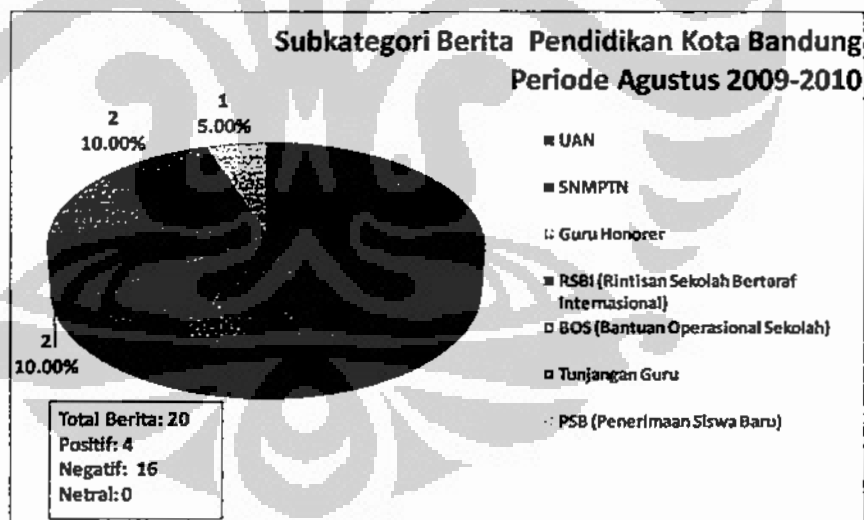 Subkategori Berita Pendidikan Kota Bandung
Periode Agustus 2009-2010
1
5.00%
2
10.00%
2
10.00%
UAN
SNMPTN
Guru Honorer
RSBI (Rintisan Sekolah Bertaraf
Internasional)
BOS (Bantuan Operasional Sekolah)
Tunjangan Guru
PSB (Penerimaan Siswa Baru)
Total Berita: 20
Positif: 4
Negatif: 16
Netral: 0